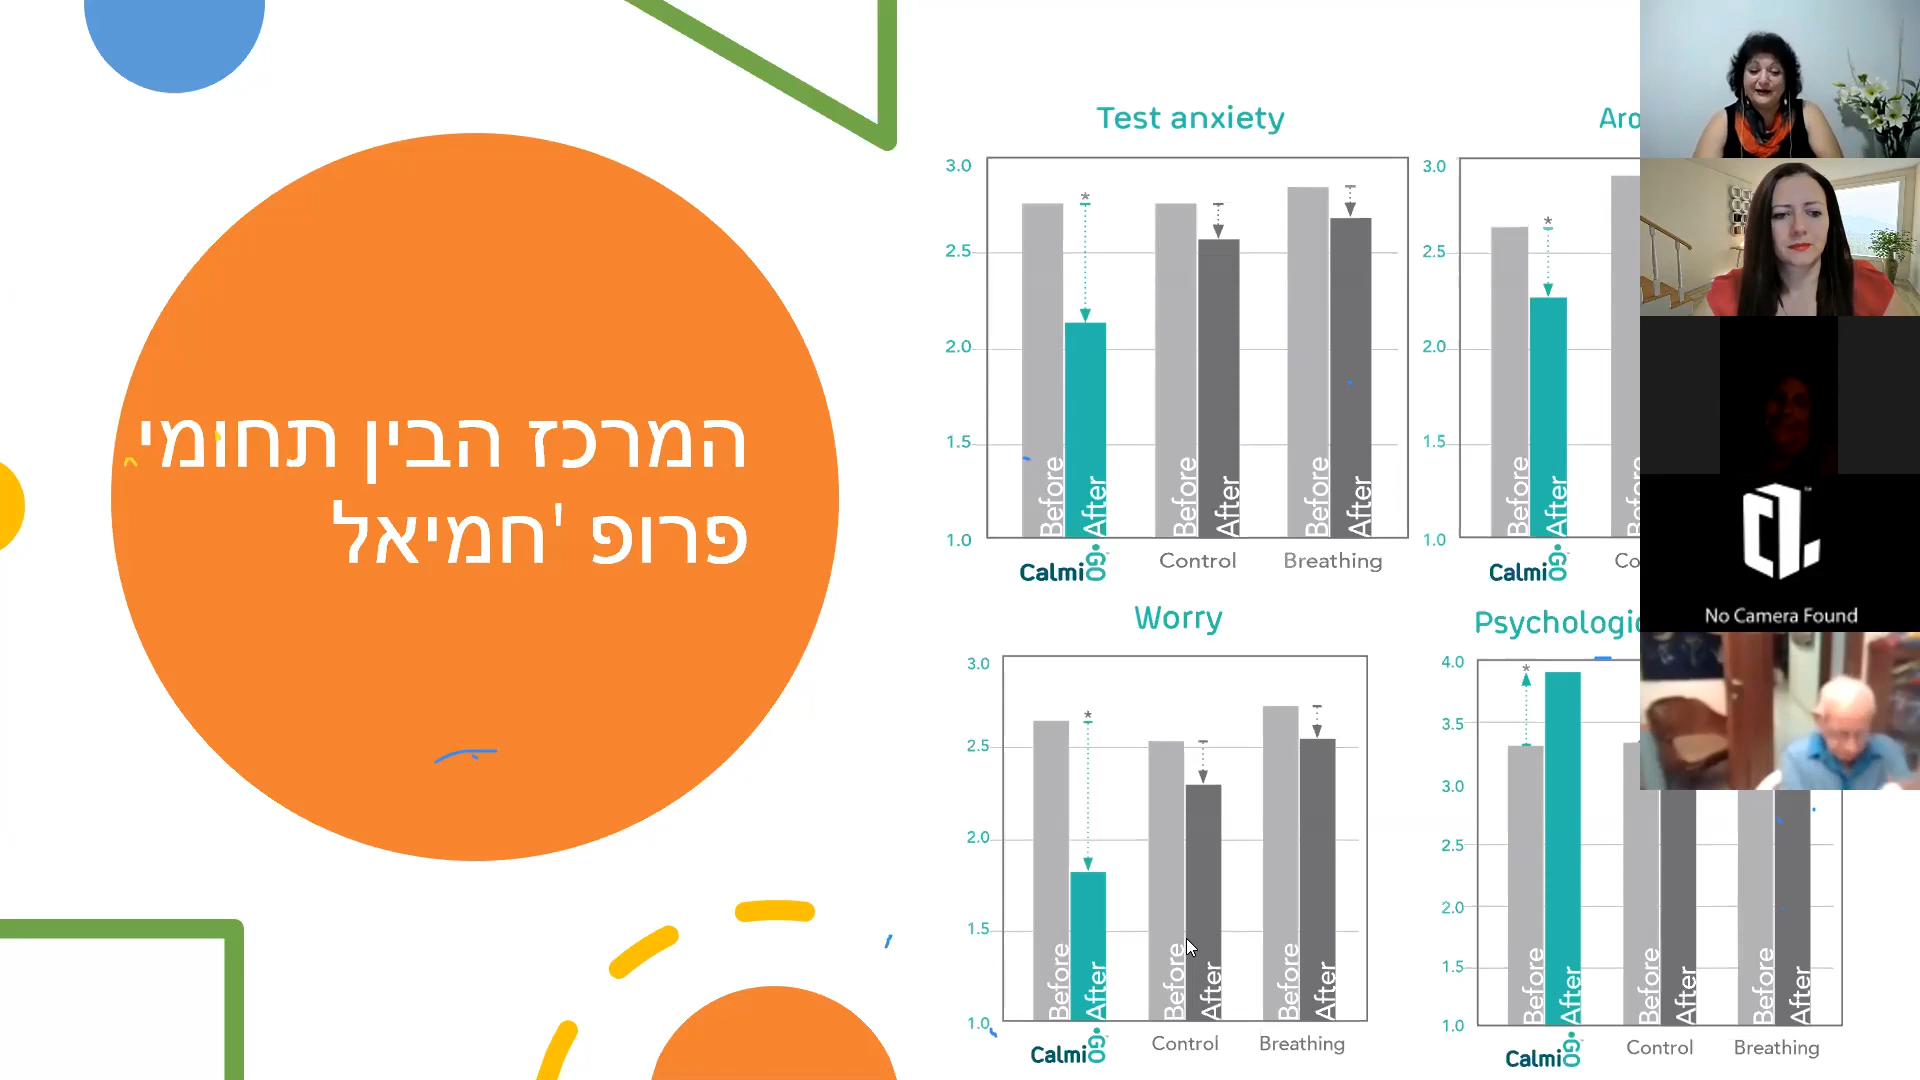 המרכז הבין תחומי
פרופ 'חמיאל
Test anxiety
3.0
2.5
2.0
1.5
1.0
*
Before
After
Before
After
Before
After
CalmiGO
Control
Breathing
3.0
2.5
2.0
1.5
1.0
*
Before
After
CalmiGO
Worry
3.0
2.5
2.0
1.5
1.0
*
Before
After
Before
After
Before
After
CalmiGO
Control
Breathing
4.0
3.5
3.0
2.5
2.0
1.5
1.0
*
Before
After
Before
After
Before
After
CalmiGO
Control
Breathing
No Camera Found